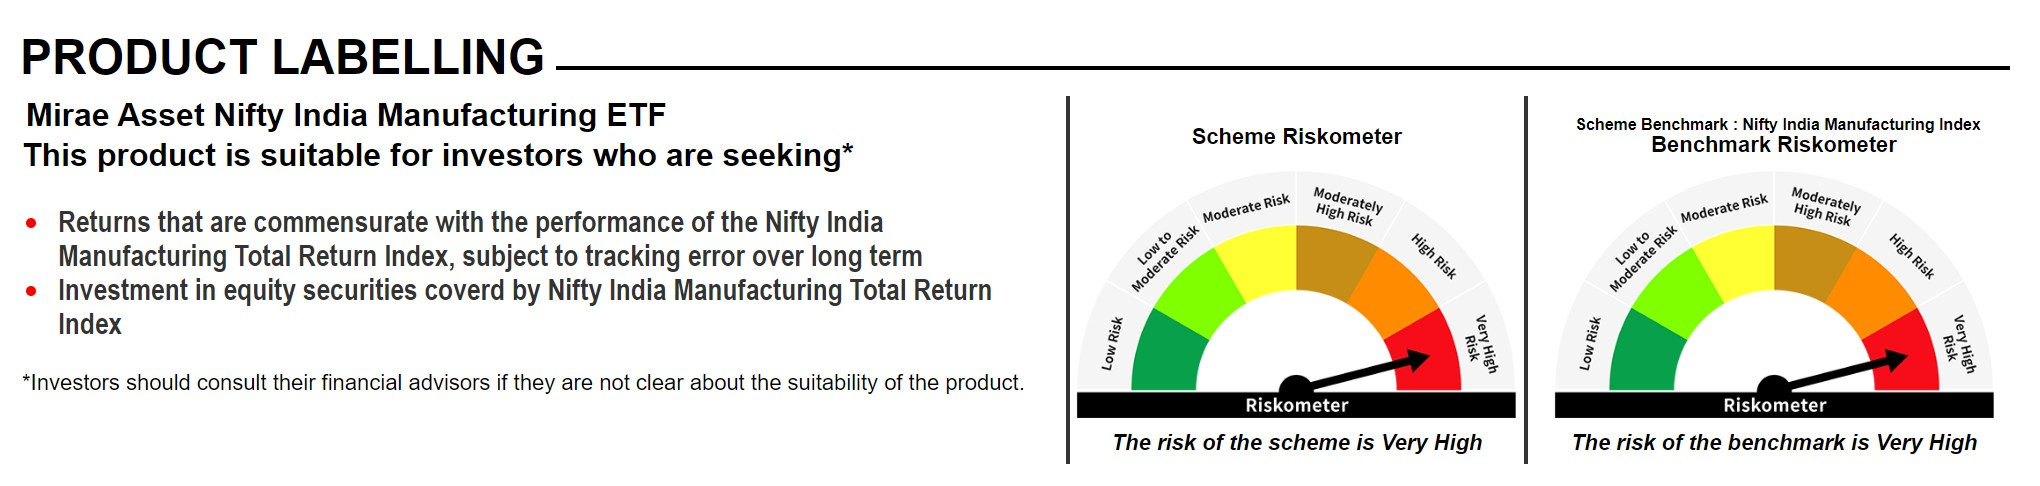 PRODUCT LABELLING
Mirae Asset Nifty India Manufacturing ETF
This product is suitable for investors who are seeking*
Returns that are commensurate with the performance of the Nifty India
Manufacturing Total Return Index, subject to tracking error over long term
Investment in equity securities coverd by Nifty India Manufacturing Total Return
Index
*Investors should consult their financial advisors if they are not clear about the suitability of the product.
Scheme Riskometer
Low Risk
Low to
Moderate Risk
Moderate Risk
Moderately
High Risk
High Risk
Very High
Risk
Riskometer
The risk of the scheme is Very High
Scheme Benchmark : Nifty India Manufacturing Index
Benchmark Riskometer
Low Risk
Low to
Moderate Risk
Moderate Risk
Moderately
High Risk
High Risk
Very High
Risk
Riskometer
The risk of the benchmark is Very High